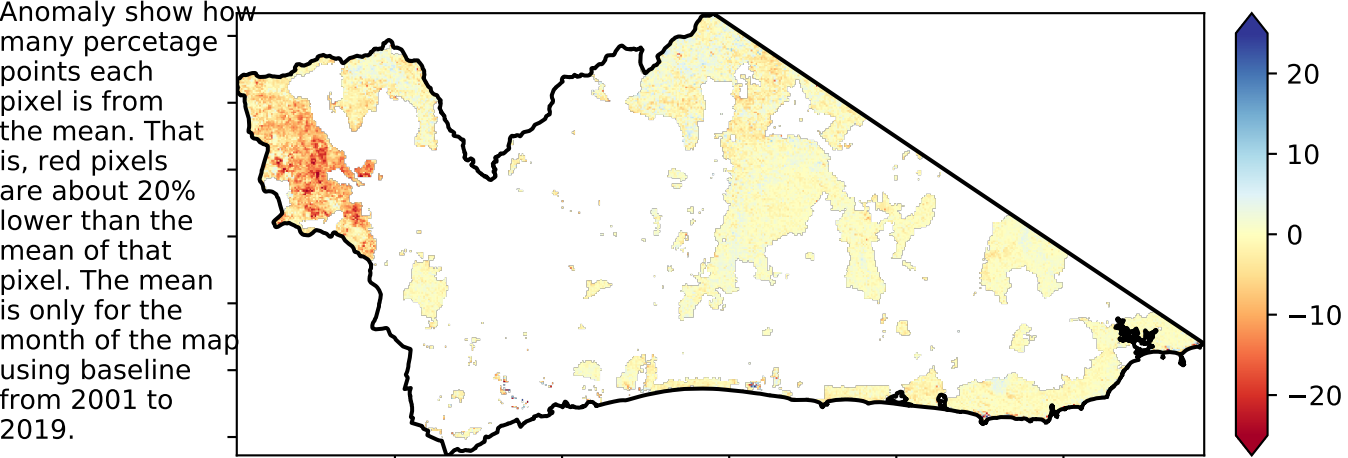 Anomaly show how
many percetage
points each
pixel is from
the mean. That
is, red pixels
are about 20%
lower than the
mean of that
pixel. The mean
is only for the
month of the map
using baseline
from 2001 to
2019.
20
10
0
−10
−20